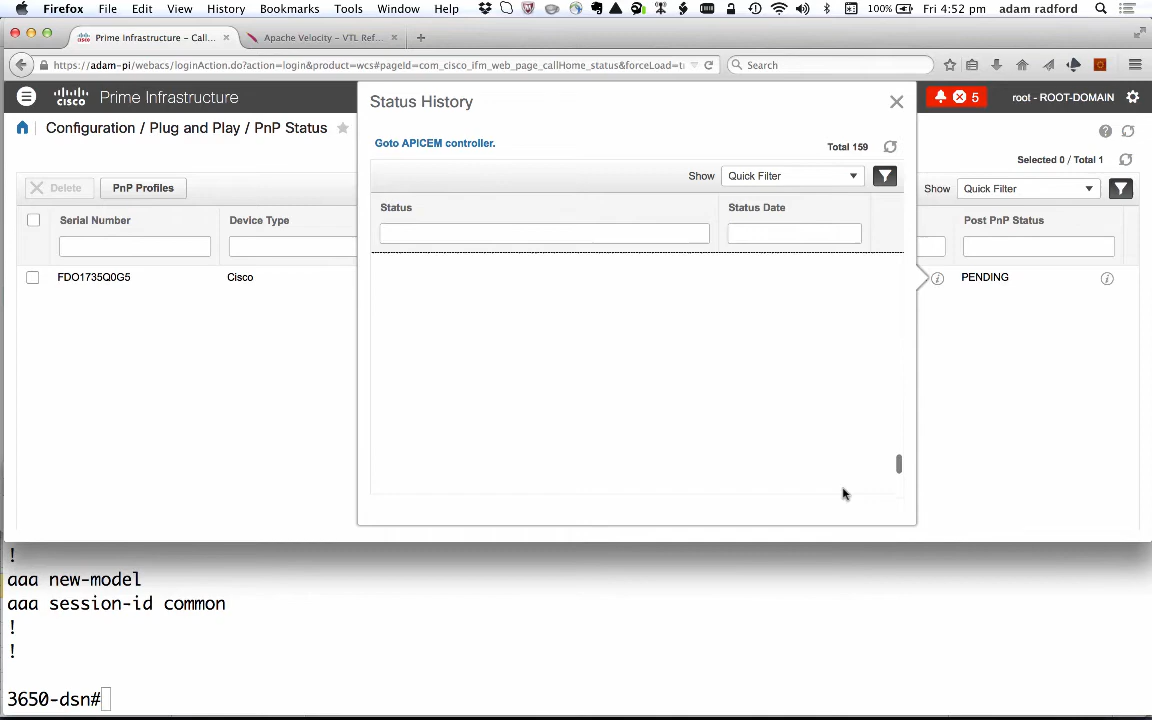 Firefox File Edit View History Bookmarks Tools Window Help 100% Fri 4:52 pm adam radford
Prime Infrastructure – Call... × Apache Velocity – VTL Ref... × +
https://adam-pi/webacs/loginAction.do?action=login&product=wcs#pageId=com_cisco_ifm_web_page_callHome_status&forceLoad=t Search
cisco Prime Infrastructure 5 root - ROOT-DOMAIN
Configuration / Plug and Play / PnP Status
Status History
Goto APICEM controller.
Total 159
Selected 0 / Total 1
Delete PnP Profiles
Show Quick Filter
Show Quick Filter
Serial Number Device Type
Status Status Date
Post PnP Status
FDO1735Q0G5 Cisco PENDING
!
aaa new-model
aaa session-id common
!
!
3650-dsn#